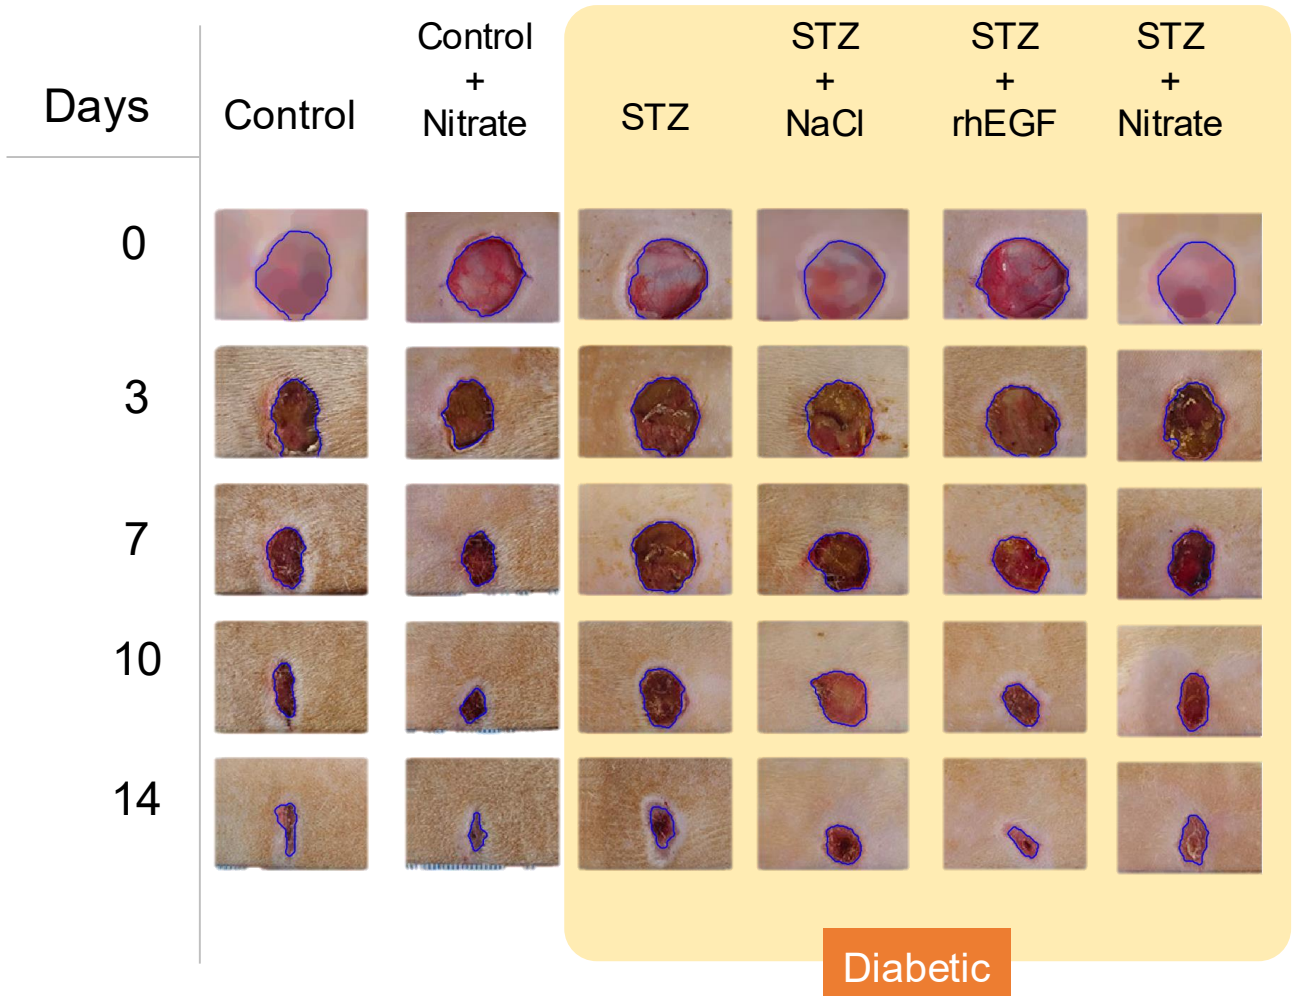 Days
Control
Control
+
Nitrate
STZ
STZ
+
NaCl
STZ
+
rhEGF
STZ
+
Nitrate
0
3
7
10
14
Diabetic